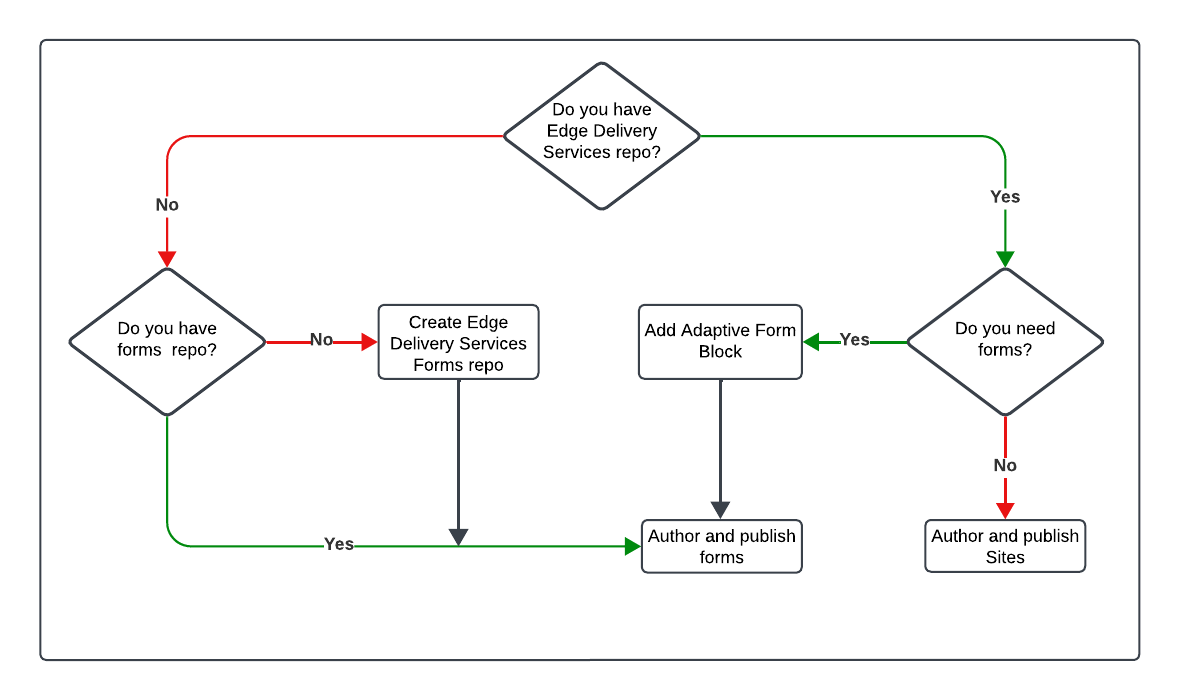 Do you have
Edge Delivery
Services repo?
No
Yes
Do you have
forms repo?
No
Create Edge
Delivery Services
Forms repo
Add Adaptive Form
Block
Yes
Do you need
forms?
No
Yes
Author and publish
forms
Author and publish
Sites